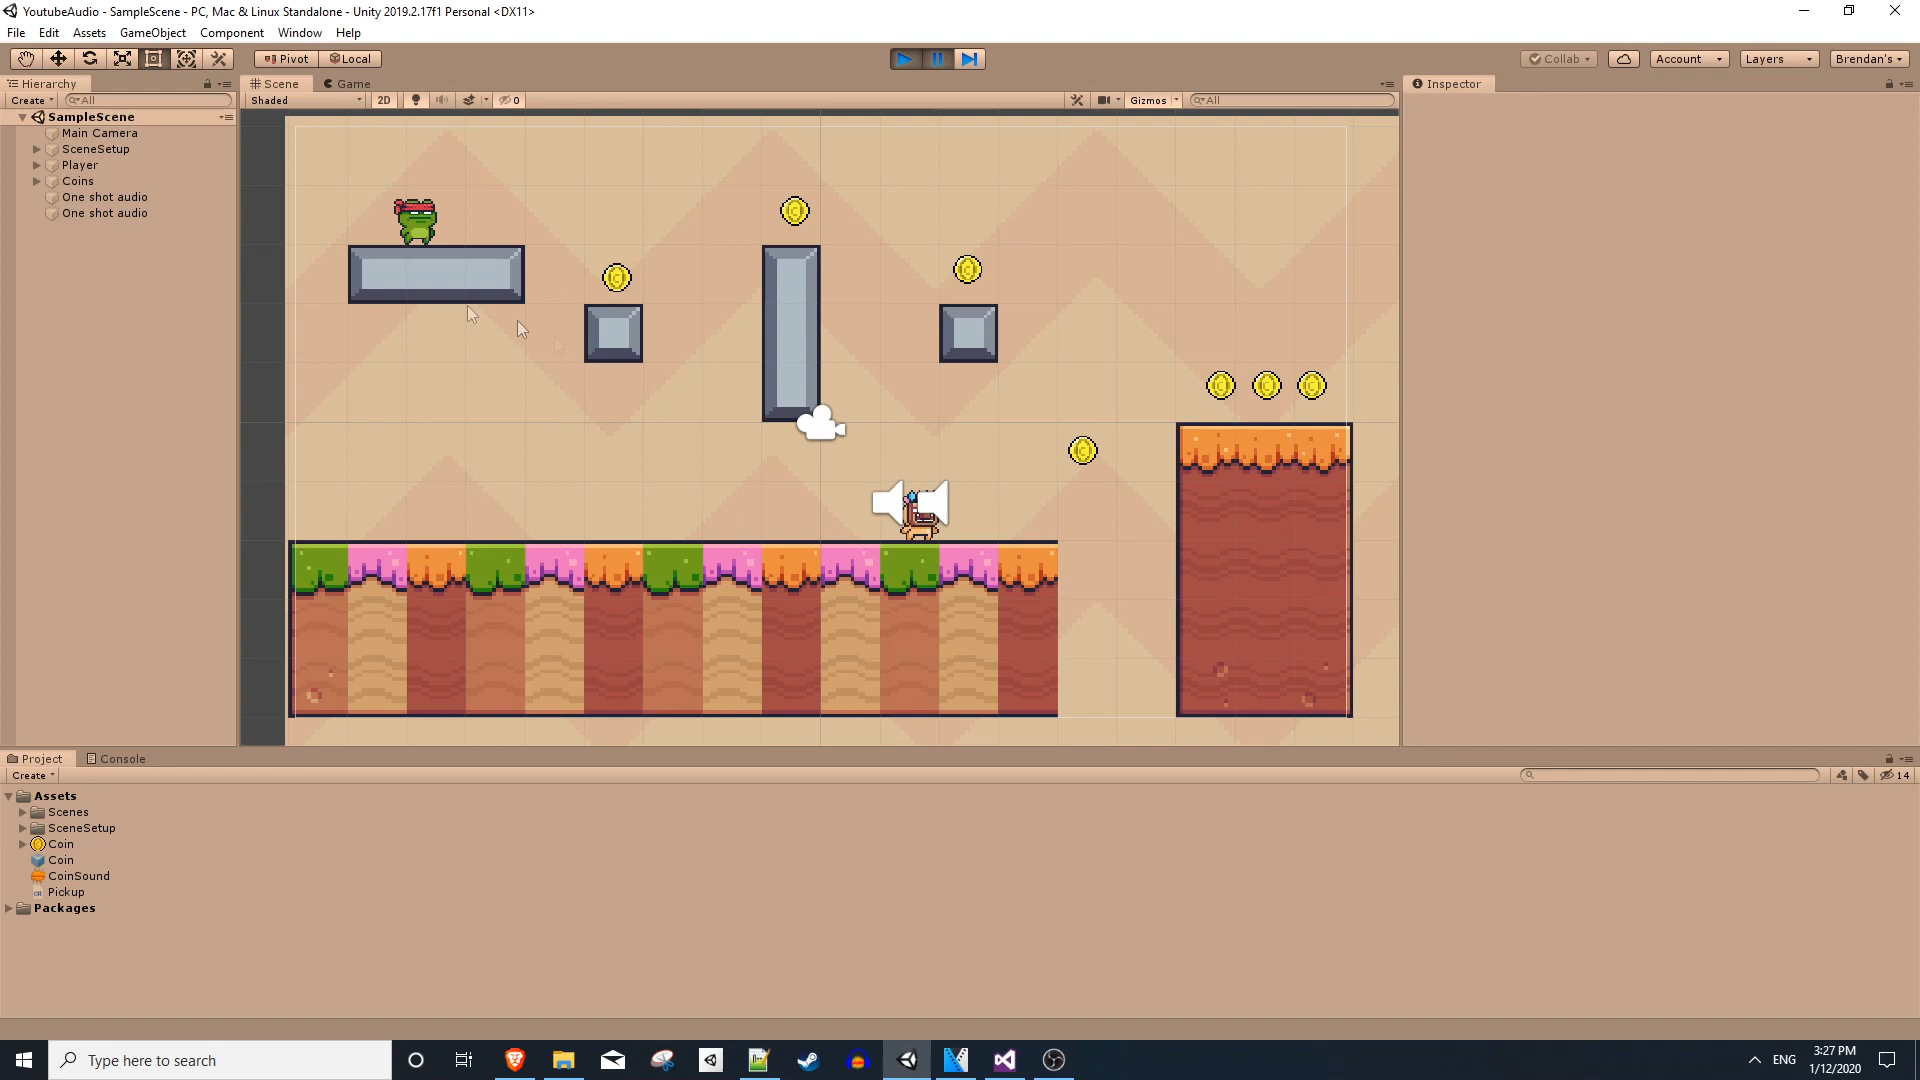 YoutubeAudio - SampleScene - PC, Mac & Linux Standalone - Unity 2019.2.17f1 Personal <DX11>
File Edit Assets GameObject Component Window Help
Pivot Local Collab Account Layers Brendan's
Hierarchy Scene Game Inspector
Create All Shaded 2D 0 Gizmos All
SampleScene
Main Camera
SceneSetup
Player
Coins
One shot audio
One shot audio
Project Console
Create 14
Assets
Scenes
SceneSetup
Coin
Coin
CoinSound
Pickup
Packages
Type here to search
ENG
3:27 PM
1/12/2020